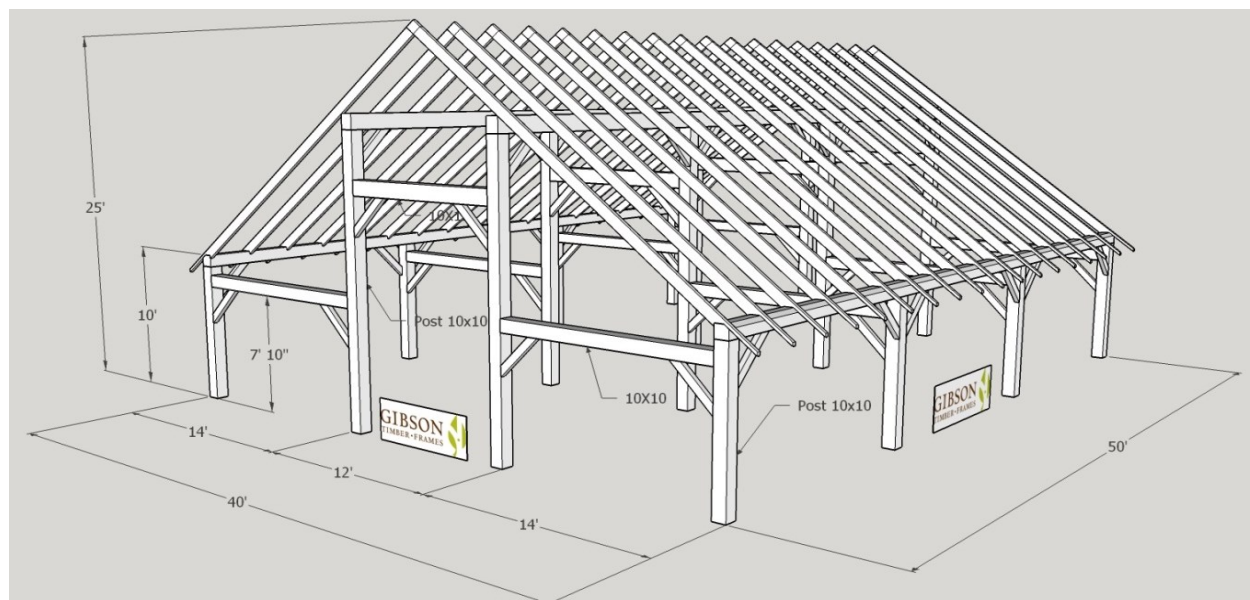 25'
10'
7' 10"
14'
12'
14'
40'
50'
10X1
Post 10x10
10X10
Post 10x10
GIBSON
TIMBER•FRAMES
GIBSON
TIMBER•FRAMES